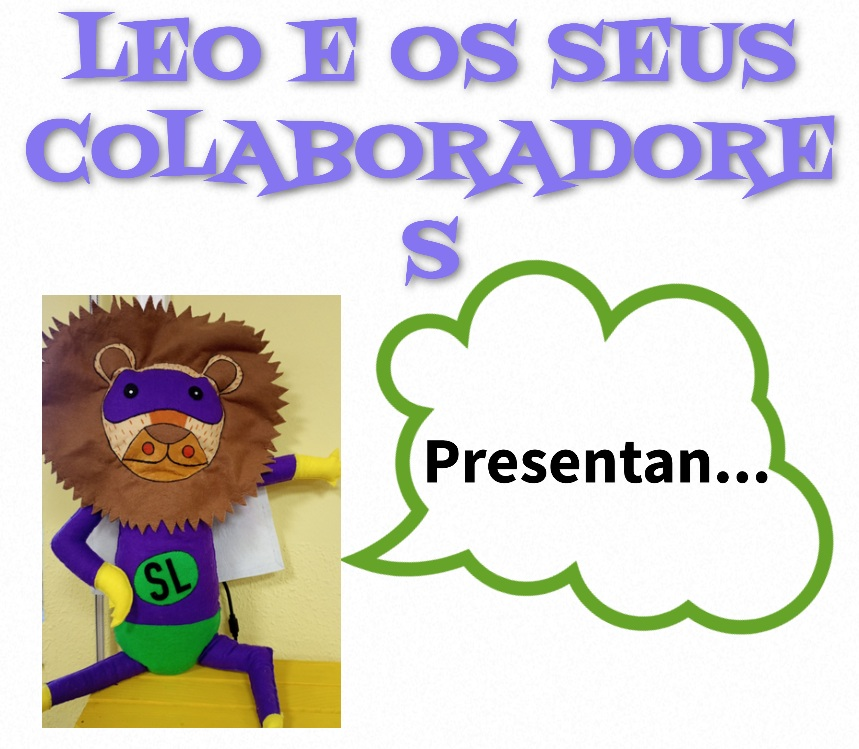 LEO E OS SEUS
COLABORADORE
S
Presentan...
SL